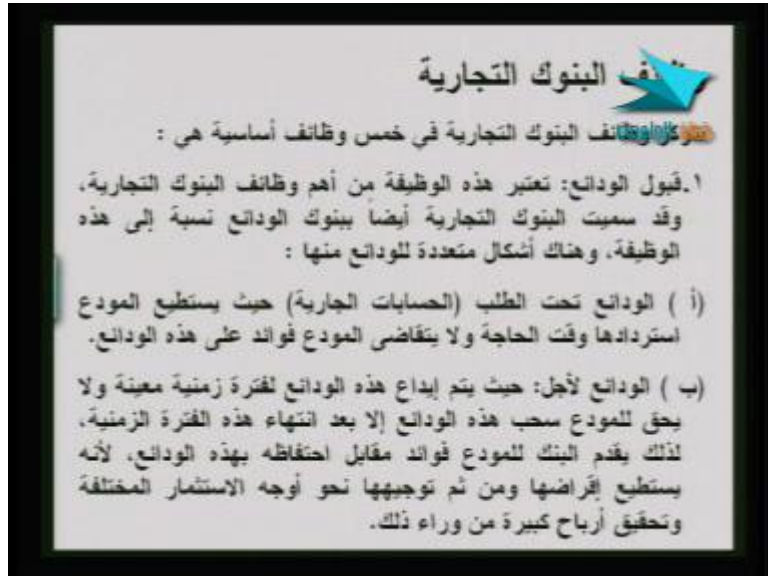 البنوك التجارية
البنوك التجارية في خمس وظائف أساسية هي :
١.قبول الودائع: تعتبر هذه الوظيفة من أهم وظائف البنوك التجارية،
وقد سميت البنوك التجارية أيضاً ببنوك الودائع نسبة إلى هذه
الوظيفة، وهناك أشكال متعددة للودائع منها :
(أ ) الودائع تحت الطلب (الحسابات الجارية) حيث يستطيع المودع
استردادها وقت الحاجة ولا يتقاضى المودع فوائد على هذه الودائع.
(ب ) الودائع لأجل: حيث يتم إيداع هذه الودائع لفترة زمنية معينة ولا
يحق للمودع سحب هذه الودائع إلا بعد انتهاء هذه الفترة الزمنية،
لذلك يقدم البنك للمودع فوائد مقابل احتفاظه بهذه الودائع، لأنه
يستطيع إقراضها ومن ثم توجيهها نحو أوجه الاستثمار المختلفة
وتحقيق أرباح كبيرة من وراء ذلك.